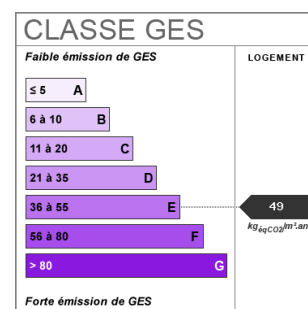 CLASSE GES
Faible émission de GES
LOGEMENT
≤ 5 A
6 à 10 B
11 à 20 C
21 à 35 D
36 à 55 E
49
kgéqCO2/m².an
56 à 80 F
> 80 G
Forte émission de GES